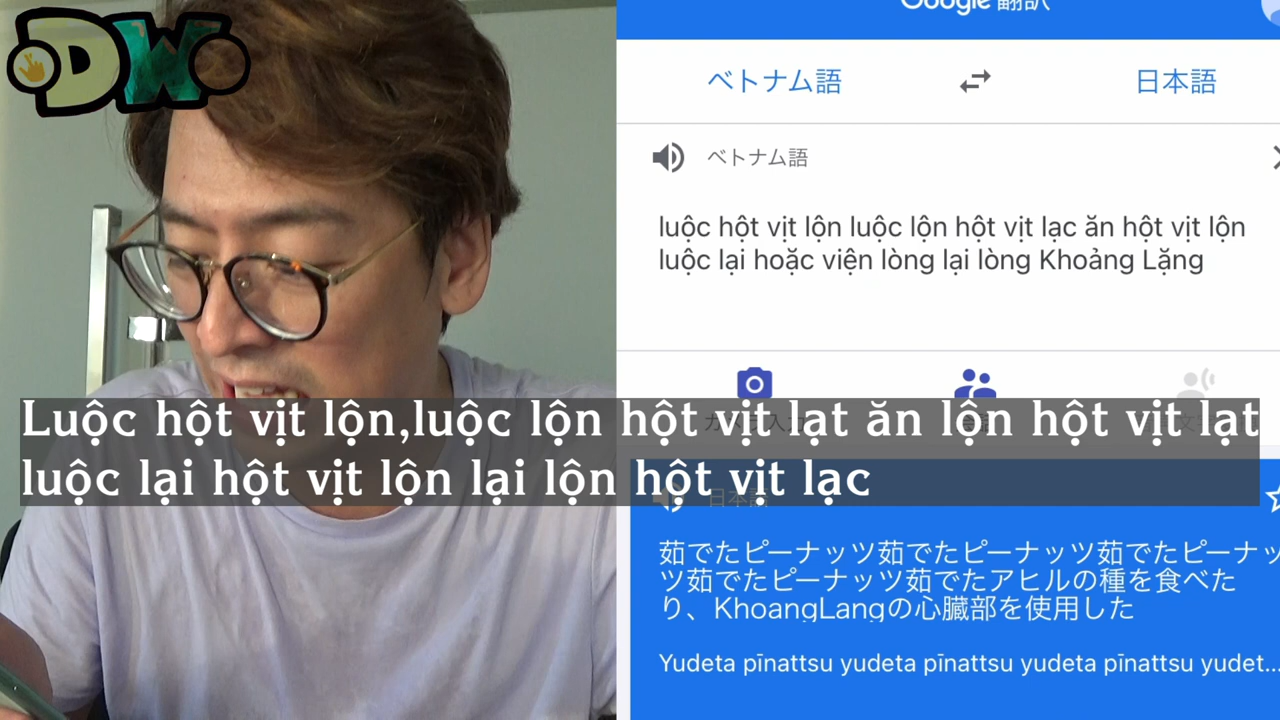 DW
Google 翻訳
ベトナム語
日本語
ベトナム語
luộc hột vịt lộn luộc lộn hột vịt lạc ăn hột vịt lộn
luộc lại hoặc viện lòng lại lòng Khoảng Lặng
カメラ入力
会話
Luộc hột vịt lộn,luộc lộn hột vịt lạt ăn lộn hột vịt lạt
luộc lại hột vịt lộn lại lộn hột vịt lạc
日本語
茹でたピーナッツ茹でたピーナッツ茹でたピーナッ
ツ茹でたピーナッツ茹でたアヒルの種を食べた
り、KhoangLangの心臓部を使用した
Yudeta pīnattsu yudeta pīnattsu yudeta pīnattsu yudet...